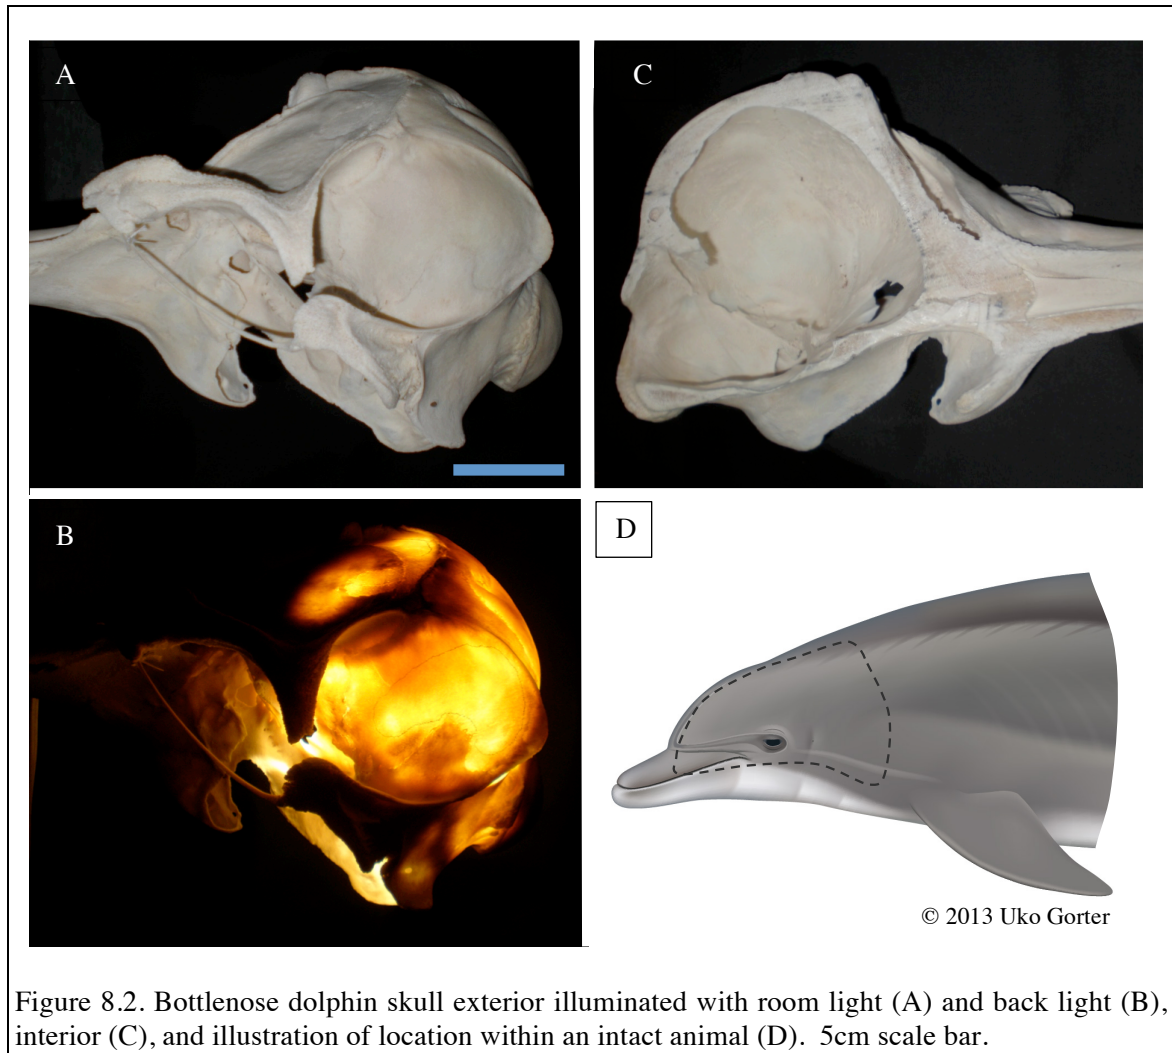 A
C
B
D
© 2013 Uko Gorter
Figure 8.2. Bottlenose dolphin skull exterior illuminated with room light (A) and back light (B),
interior (C), and illustration of location within an intact animal (D).  5cm scale bar.